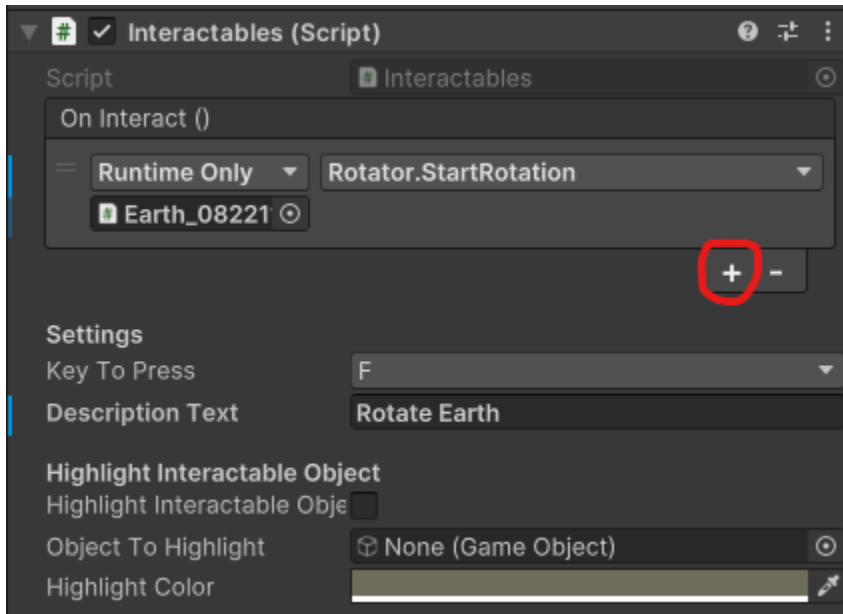 Interactables (Script)
Script Interactables
On Interact ()
Runtime Only Rotator.StartRotation
Earth_08221
+ -
Settings
Key To Press F
Description Text Rotate Earth
Highlight Interactable Object
Highlight Interactable Obje
Object To Highlight None (Game Object)
Highlight Color